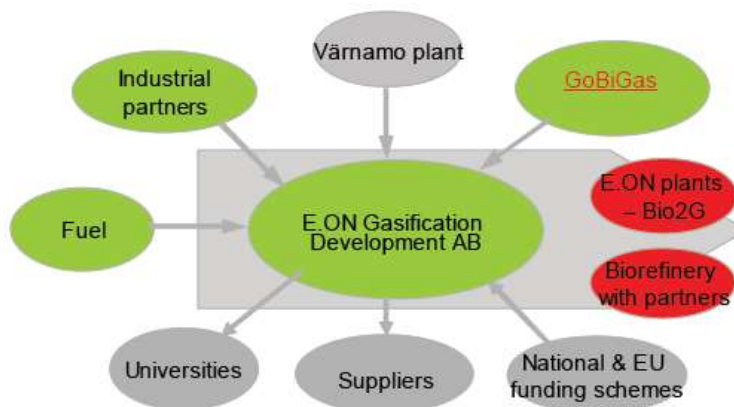 Värnamo plant
Industrial
partners
GoBiGas
E.ON plants
– Bio2G
Fuel
E.ON Gasification
Development AB
Biorefinery
with partners
Universities
Suppliers
National & EU
funding schemes